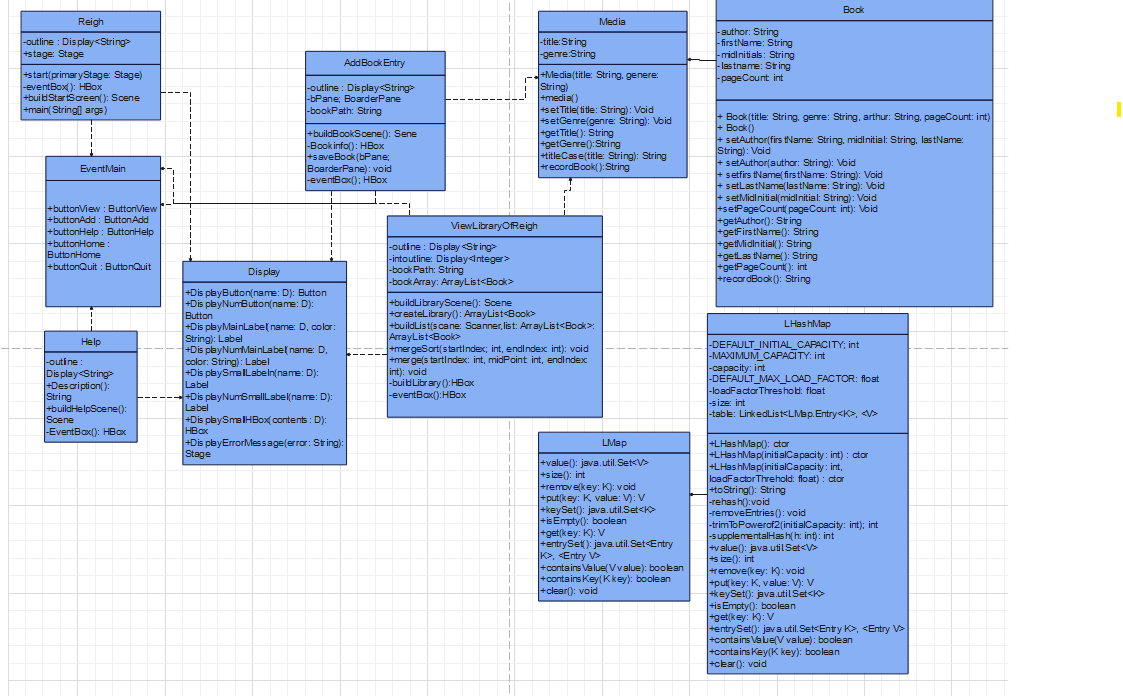 Reigh
-outline : Display<String>
+stage: Stage
+start(primaryStage: Stage)
-eventBox(): HBox
+buildStartScreen(): Scene
+main(String[] args)
AddBookEntry
-outline : Display<String>
-bPane; BoarderPane
-bookPath: String
+buildBookScene(): Sene
-Bookinfo(): HBox
+saveBook(bPane;
BoarderPane): void
-eventBox(); HBox
Media
-title:String
-genre:String
+Media(title: String, genere:
String)
+media()
+setTitle(title: String): Void
+setGenre(genre: String): Void
+getTitle(): String
+getGenre():String
+titleCase(title: String): String
+recordBook():String
Book
-author: String
-firstName: String
-midInitials: String
-lastname: String
-pageCount: int
+ Book(title: String, genre: String, arthur: String, pageCount: int)
+ Book()
+setAuthor(firstName: String, midInitial: String, lastName:
String): Void
+ setAuthor(author: String): Void
+ setfirstName(firstName: String): Void
+ setLastName(lastName: String): Void
+ setMidInitial(midInitial: String): Void
+setPageCount(pageCount: int): Void
+getAuthor(): String
+getFirstName(): String
+getMidInitial(): String
+getLastName(): String
+getPageCount(): int
+recordBook(): String
EventMain
+buttonView : ButtonView
+buttonAdd : ButtonAdd
+buttonHelp : ButtonHelp
+buttonHome :
ButtonHome
+buttonQuit : ButtonQuit
Display
+DisplayButton(name: D): Button
+DisplayNumButton(name: D):
Button
+DisplayMainLabel(name: D, color:
String): Label
+DisplayNumMainLabel(name: D,
color: String): Label
+DisplaySmallLabeln(name: D):
Label
+DisplayNumSmallLabel(name: D):
Label
+DisplaySmallHBox(contents : D):
HBox
+DisplayErrorMessage(error: String):
Stage
ViewLibraryOfReigh
-outline : Display<String>
-intoutline: Display<Integer>
-bookPath: String
-bookArray: ArrayList<Book>
+buildLibraryScene(): Scene
+createLibrary(): ArrayList<Book>
+buildList(scane: Scanner,list: ArrayList<Book>:
ArrayList<Book>
+mergeSort(startIndex; int, endIndex: int): void
+merge(startIndex: int, midPoint: int, endIndex:
int): void
-buildLibrary():HBox
-eventBox():HBox
Help
-outline :
Display<String>
+Description():
String
+buildHelpScene():
Scene
-EventBox(): HBox
LHashMap
-DEFAULT_INITIAL_CAPACITY; int
-MAXIMUM_CAPACITY: int
-capacity: int
-DEFAULT_MAX_LOAD_FACTOR: float
-loadFactorThreshold: float
-size: int
-table: LinkedList<LMap.Entry<K>, <V>
+LHashMap(): ctor
+LHashMap(initialCapacity: int) : ctor
+LHashMap(initialCapacity: int,
loadFactorThrehold: float) : ctor
+toString(): String
-rehash():void
-removeEntries(): void
-trimToPowerof2(initialCapacity: int); int
-supplementalHash(h: int): int
+value(): java.util.Set<V>
+size(): int
+remove(key: K): void
+put(key: K, value: V): V
+keySet(): java.util.Set<K>
+isEmpty(): boolean
+get(key: K): V
+entrySet(): java.util.Set<Entry K>, <Entry V>
+containsValue(V value): boolean
+containsKey(K key): boolean
+clear(): void
LMap
+value(): java.util.Set<V>
+size(): int
+remove(key: K): void
+put(key: K, value: V): V
+keySet(): java.util.Set<K>
+isEmpty(): boolean
+get(key: K): V
+entrySet(): java.util.Set<Entry
K>, <Entry V>
+containsValue(V value): boolean
+containsKey(K key): boolean
+clear(): void